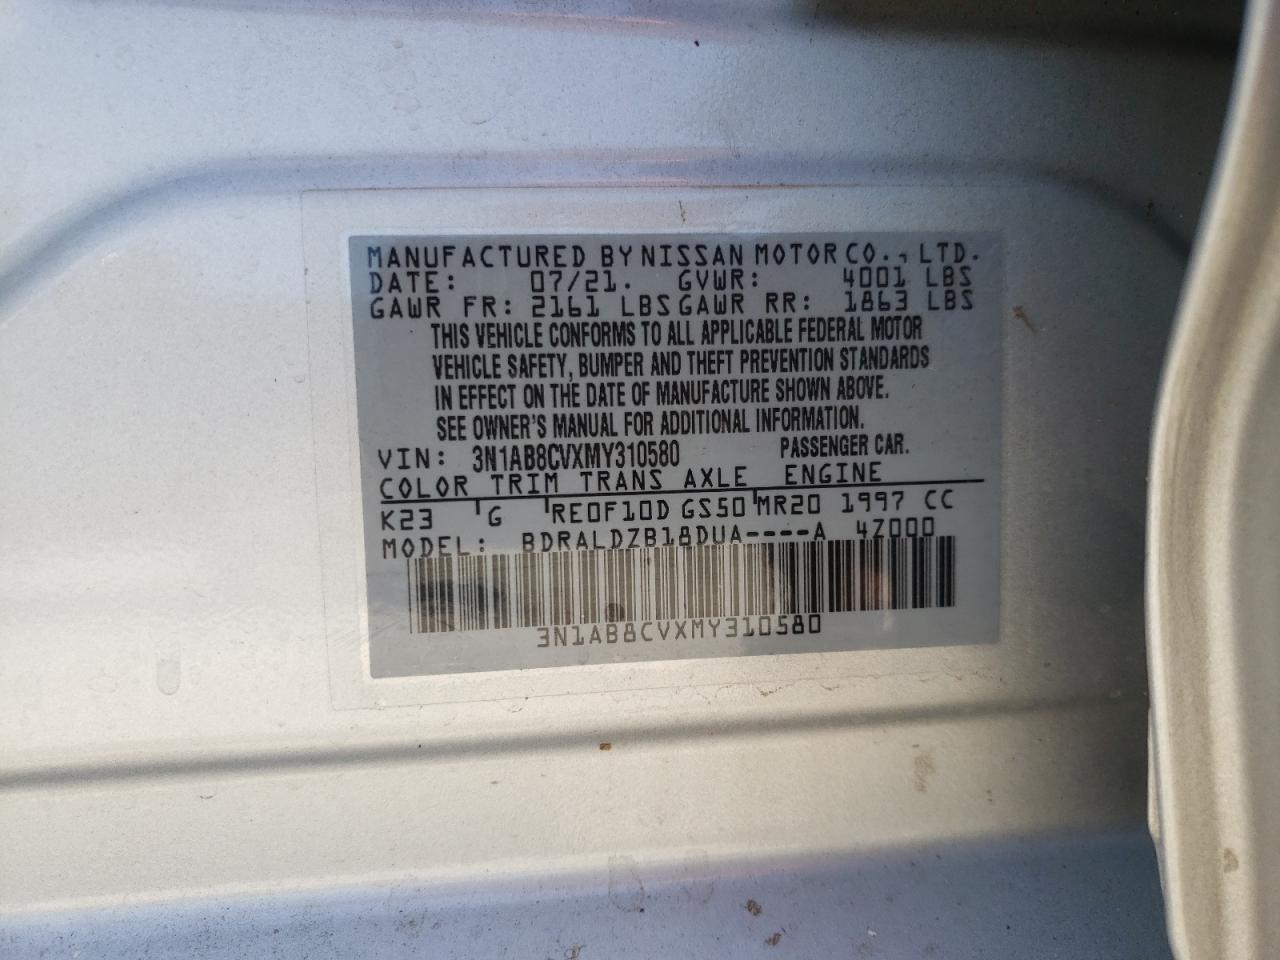 MANUFACTURED BY NISSAN MOTOR CO., LTD.
DATE: 07/21. GVWR: 4001 LBS
GAWR FR: 2161 LBS GAWR RR: 1863 LBS
THIS VEHICLE CONFORMS TO ALL APPLICABLE FEDERAL MOTOR
VEHICLE SAFETY, BUMPER AND THEFT PREVENTION STANDARDS
IN EFFECT ON THE DATE OF MANUFACTURE SHOWN ABOVE.
SEE OWNER'S MANUAL FOR ADDITIONAL INFORMATION.
VIN: 3N1AB8CVXMY310580 PASSENGER CAR.
COLOR TRIM TRANS AXLE ENGINE
K23 G RE0F10D GS50 MR20 1997 CC
MODEL: BDRALDZB18DUA----A 4Z000
3N1AB8CVXMY310580